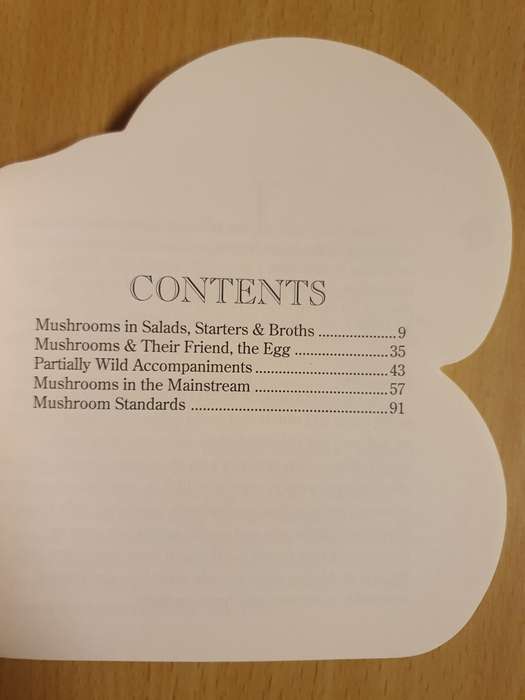 CONTENTS
Mushrooms in Salads, Starters & Broths ....................9
Mushrooms & Their Friend, the Egg ........................35
Partially Wild Accompaniments ..................................43
Mushrooms in the Mainstream ..................................57
Mushroom Standards ..................................................91